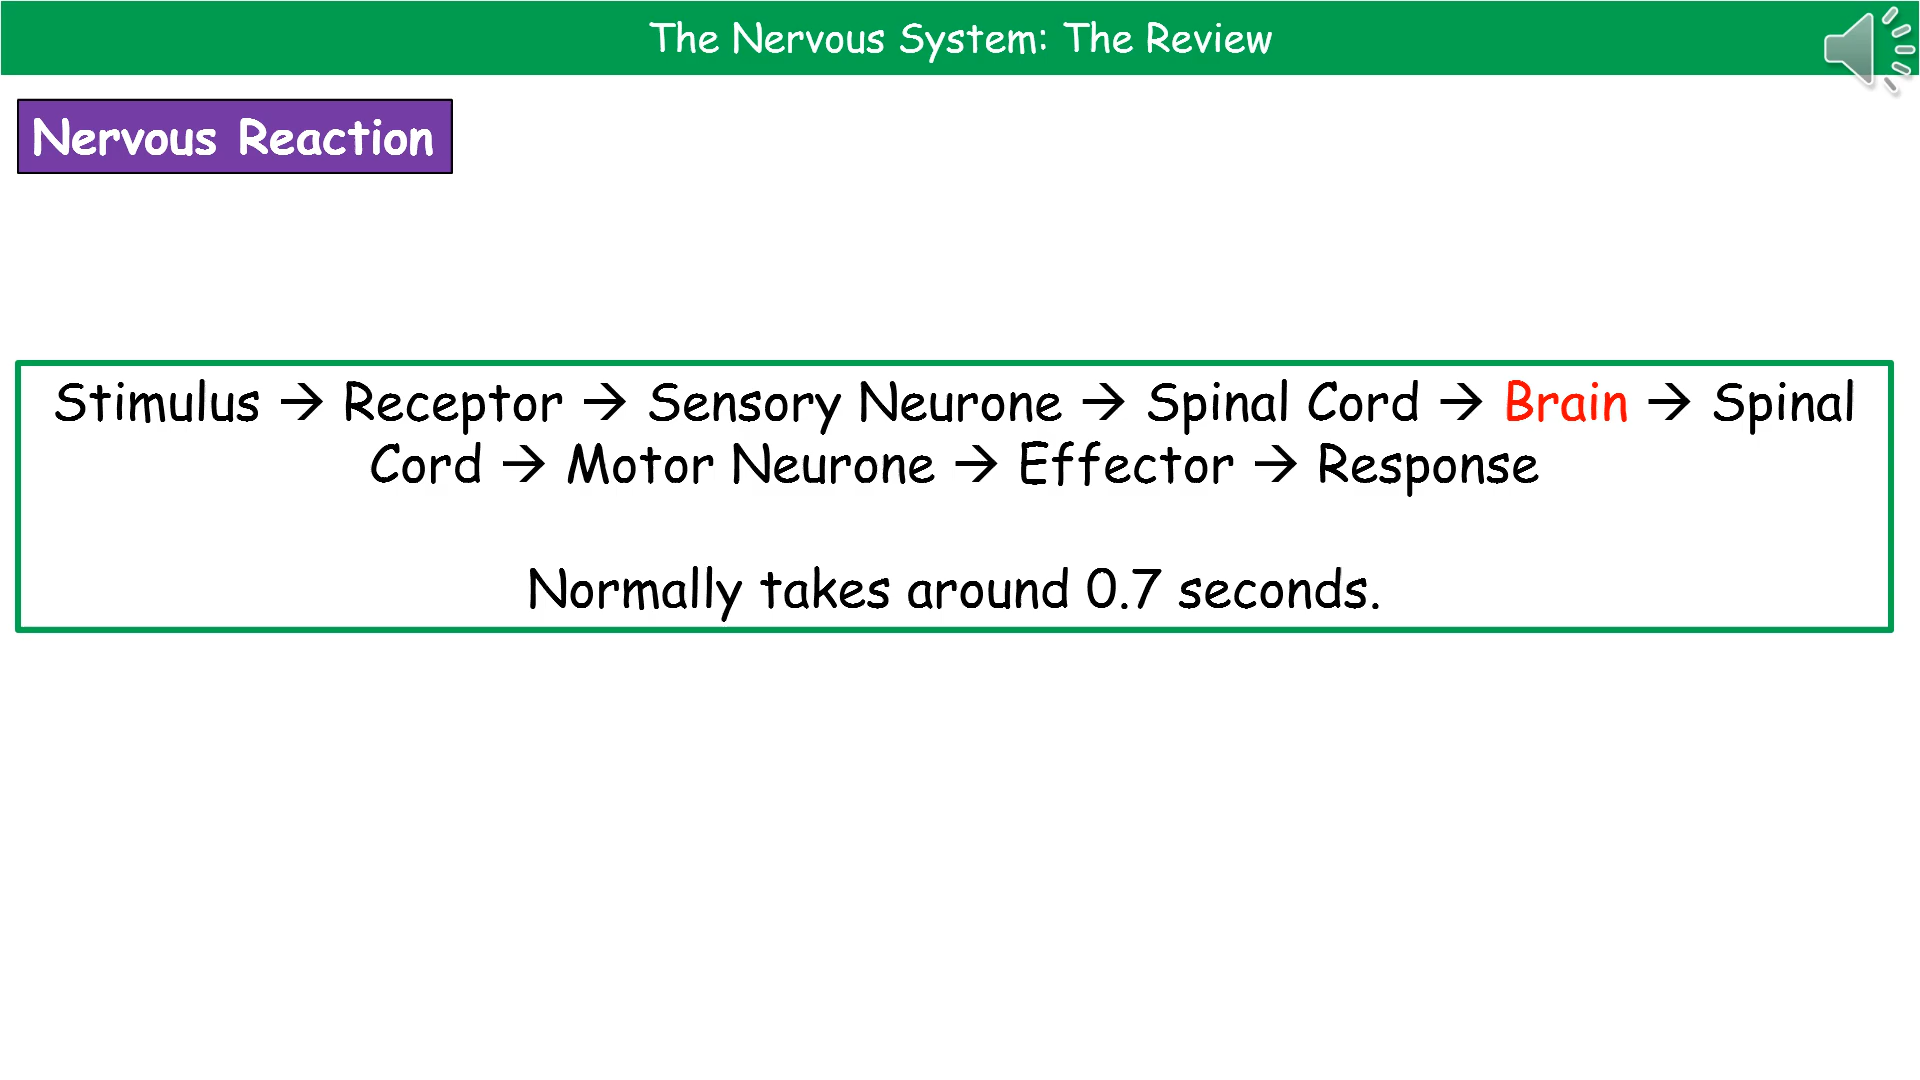 The Nervous System: The Review
Nervous Reaction
Stimulus → Receptor → Sensory Neurone → Spinal Cord → Brain → Spinal
Cord → Motor Neurone → Effector → Response
Normally takes around 0.7 seconds.